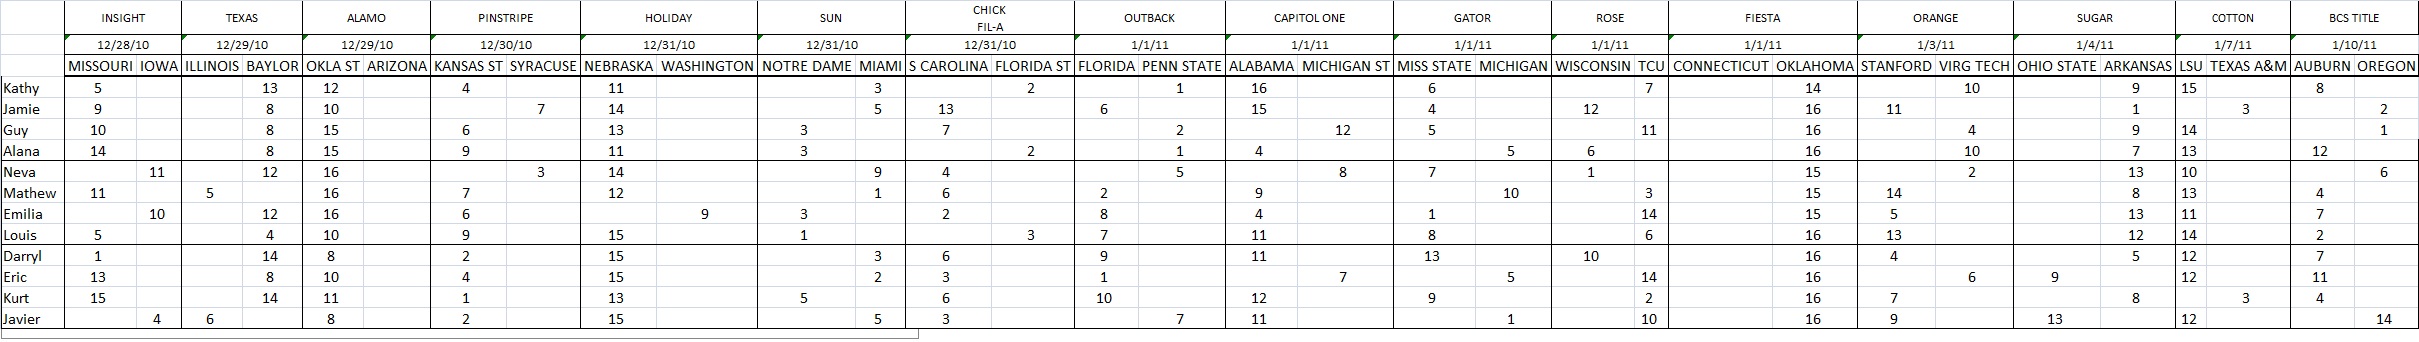 INSIGHT TEXAS ALAMO PINSTRIPE HOLIDAY SUN CHICK FIL-A OUTBACK CAPITOL ONE GATOR ROSE FIESTA ORANGE SUGAR COTTON BCS TITLE
12/28/10 12/29/10 12/29/10 12/30/10 12/31/10 12/31/10 12/31/10 1/1/11 1/1/11 1/1/11 1/1/11 1/1/11 1/3/11 1/4/11 1/7/11 1/10/11
MISSOURI IOWA ILLINOIS BAYLOR OKLA ST ARIZONA KANSAS ST SYRACUSE NEBRASKA WASHINGTON NOTRE DAME MIAMI S CAROLINA FLORIDA ST FLORIDA PENN STATE ALABAMA MICHIGAN ST MISS STATE MICHIGAN WISCONSIN TCU CONNECTICUT OKLAHOMA STANFORD VIRG TECH OHIO STATE ARKANSAS LSU TEXAS A&M AUBURN OREGON
Kathy 5 13 12 4 11 3 2 1 16 6 7 14 10 9 15 8
Jamie 9 8 10 7 14 5 13 6 15 4 12 16 11 1 3 2
Guy 10 8 15 6 13 3 7 2 12 5 11 16 4 9 14 1
Alana 14 8 15 9 11 3 2 1 4 5 6 16 10 7 13 12
Neva 11 12 16 3 14 9 4 5 8 7 1 15 2 13 10 6
Mathew 11 5 16 7 12 1 6 2 9 10 3 15 14 8 13 4
Emilia 10 12 16 6 9 3 2 8 4 1 14 15 5 13 11 7
Louis 5 4 10 9 15 1 3 7 11 8 6 16 13 12 14 2
Darryl 1 14 8 2 15 3 6 9 11 13 10 16 4 5 12 7
Eric 13 8 10 4 15 2 3 1 7 5 14 16 6 9 12 11
Kurt 15 14 11 1 13 5 6 10 12 9 2 16 7 8 3 4
Javier 4 6 8 2 15 5 3 7 11 1 10 16 9 13 12 14